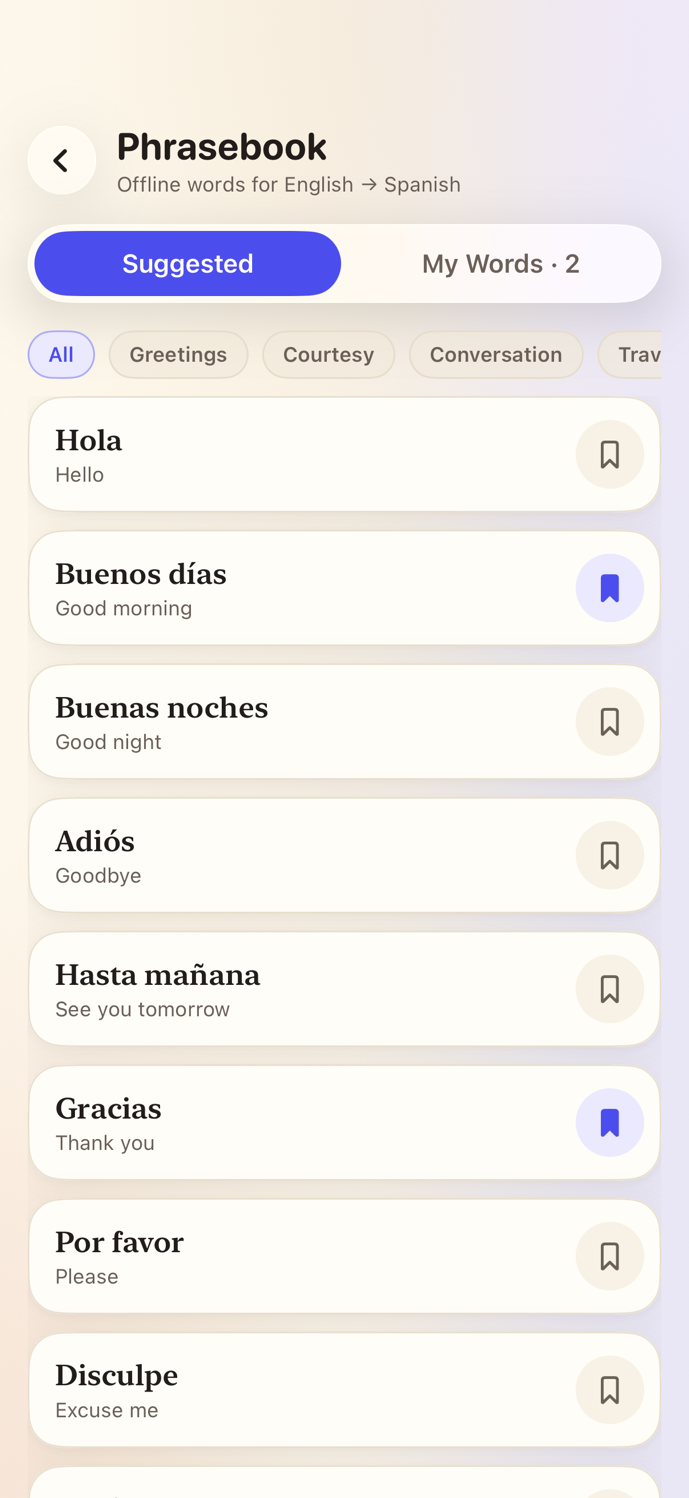 Phrasebook
Offline words for English → Spanish
Suggested
My Words · 2
All
Greetings
Courtesy
Conversation
Trav
Hola
Hello
Buenos días
Good morning
Buenas noches
Good night
Adiós
Goodbye
Hasta mañana
See you tomorrow
Gracias
Thank you
Por favor
Please
Disculpe
Excuse me